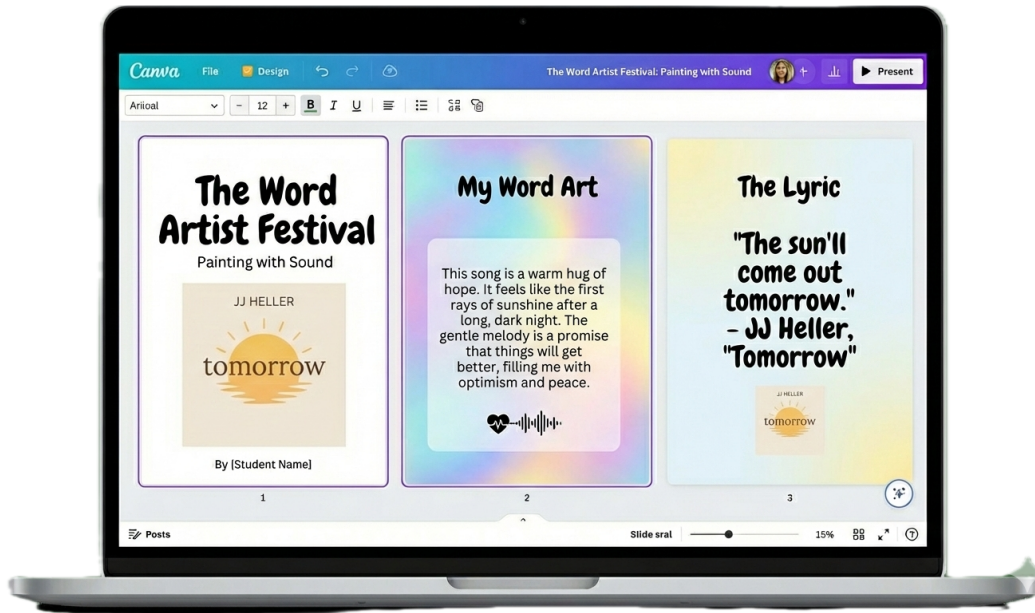 Canva File Design The Word Artist Festival: Painting with Sound Present
Ariioal 12 B I U
The Word
Artist Festival
Painting with Sound
JJ HELLER
tomorrow
By [Student Name]
1
My Word Art
This song is a warm hug of
hope. It feels like the first
rays of sunshine after a
long, dark night. The
gentle melody is a promise
that things will get
better, filling me with
optimism and peace.
2
The Lyric
"The sun'll
come out
tomorrow."
– JJ Heller,
"Tomorrow"
JJ HELLER
tomorrow
3
Posts Slide sral 15%